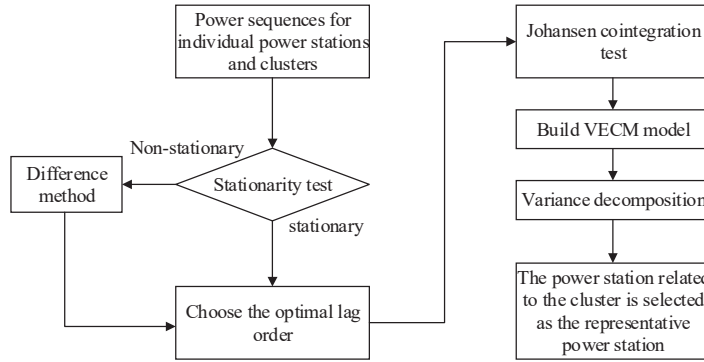 Power sequences for
individual power stations
and clusters
Non-stationary
Difference
method
Stationarity test
stationary
Choose the optimal lag
order
Johansen cointegration
test
Build VECM model
Variance decomposition
The power station related
to the cluster is selected
as the representative
power station